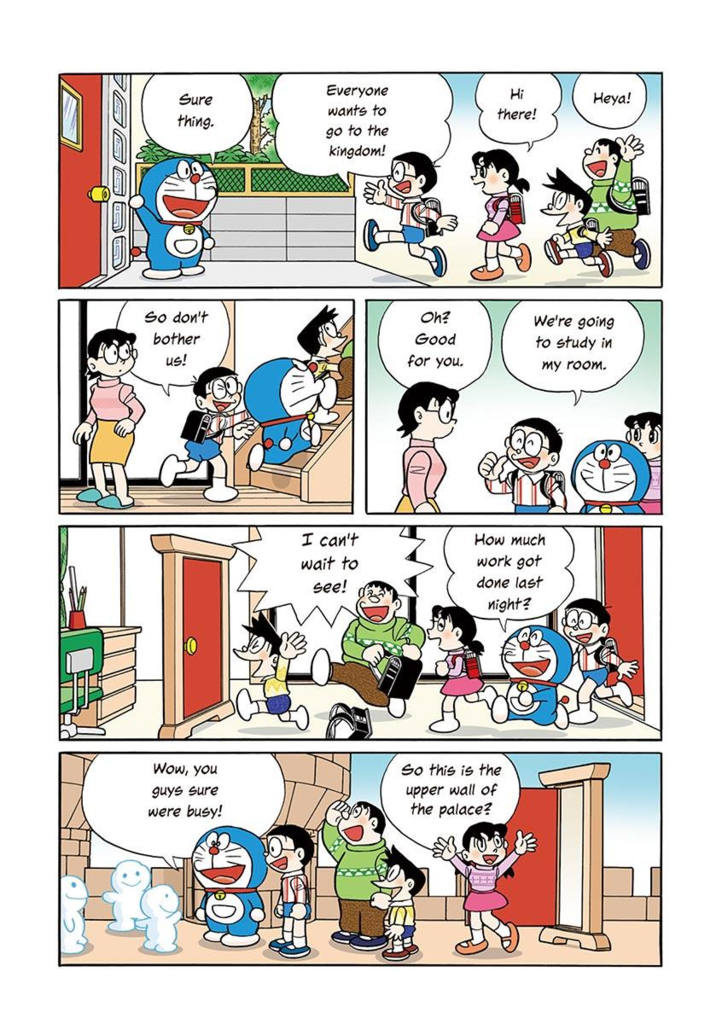 Heya!
Hi
there!
Everyone
wants to
go to the
kingdom!
Sure
thing.
We're going
to study in
my room.
Oh?
Good
for you.
So don't
bother
us!
How much
work got
done last
night?
I can't
wait to
see!
So this is the
upper wall of
the palace?
Wow, you
guys sure
were busy!